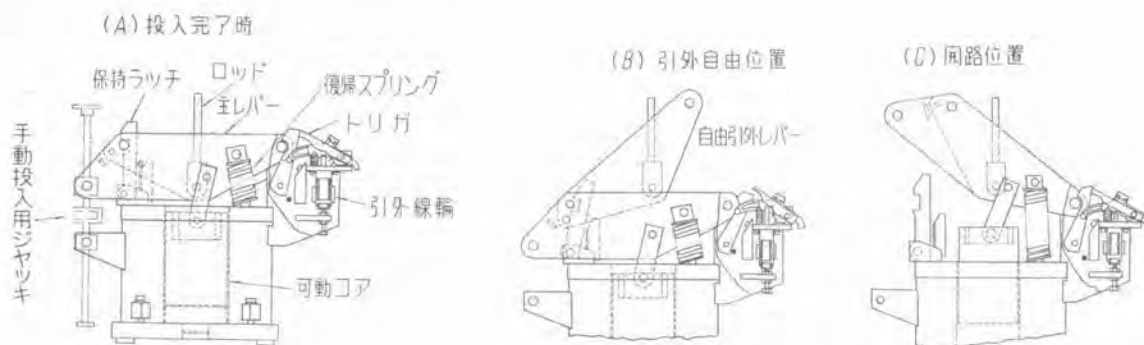 (A) 投入完了時
保持ラッチ
ロッド
主レバー
復帰スプリング
トリガ
手動投入用ジヤツキ
引外線輪
可動コア
(B) 引外自由位置
自由引外レバー
(C) 開路位置